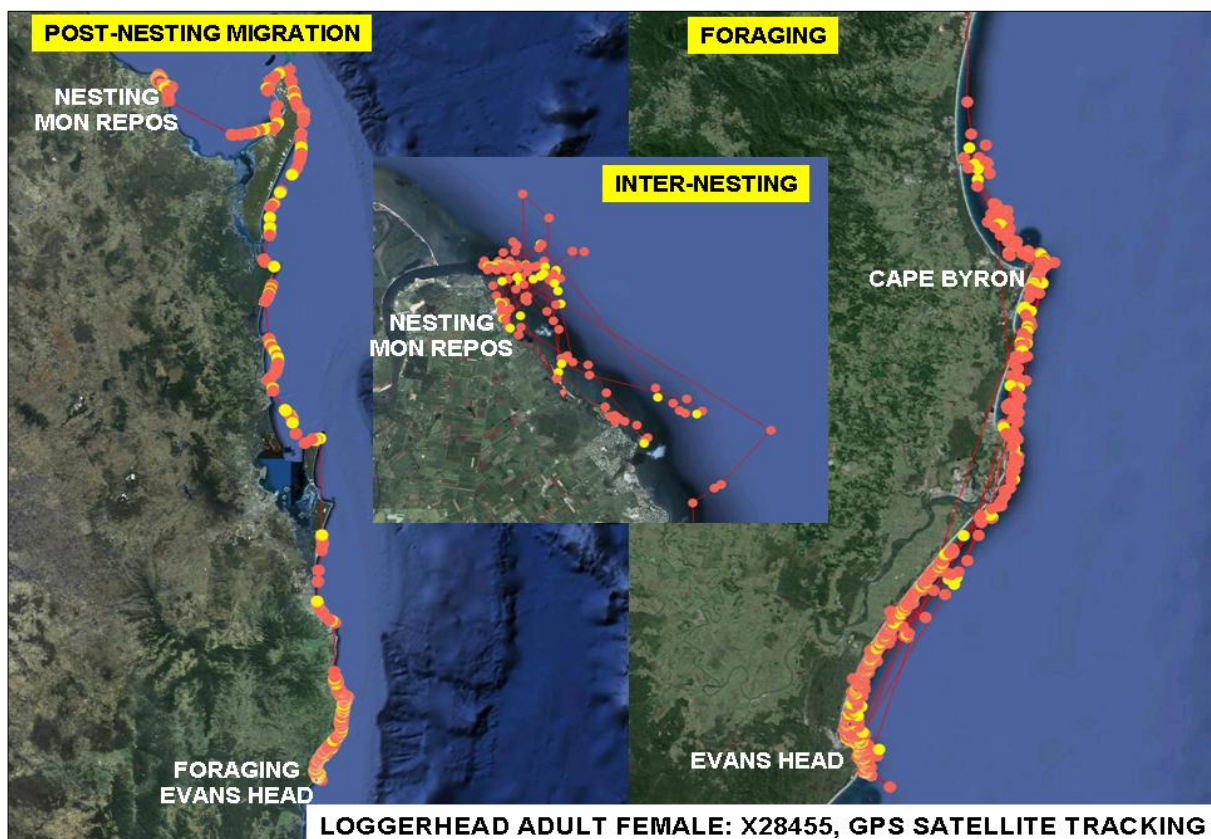 POST-NESTING MIGRATION
NESTING
MON REPOS
FORAGING
EVANS HEAD
INTER-NESTING
NESTING
MON REPOS
FORAGING
CAPE BYRON
EVANS HEAD
LOGGERHEAD ADULT FEMALE: X28455, GPS SATELLITE TRACKING